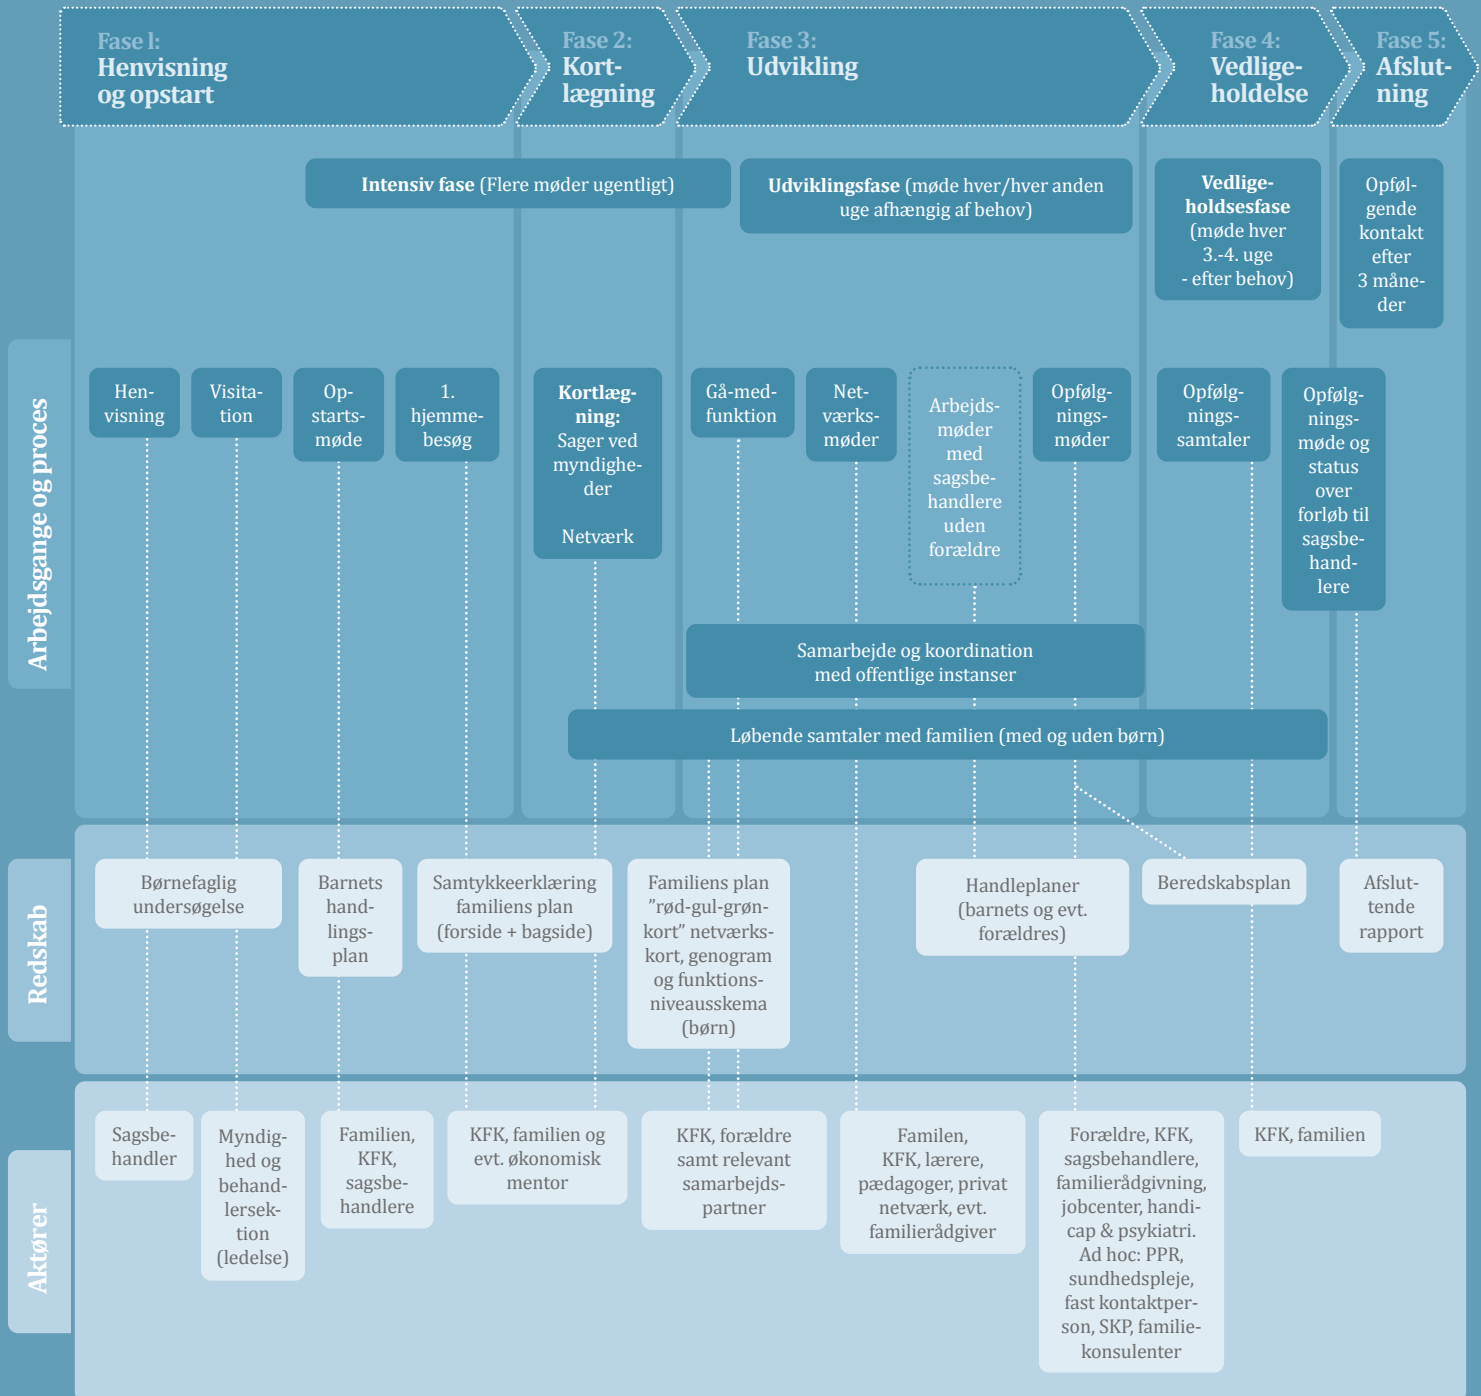 Fase l:
Henvisning
og opstart
Fase 2:
Kort-
lægning
Fase 3:
Udvikling
Fase 4:
Vedlige-
holdelse
Fase 5:
Afslut-
ning
Intensiv fase (Flere møder ugentligt)
Udviklingsfase (møde hver/hver anden
uge afhængig af behov)
Vedlige-
holdsesfase
(møde hver
3.-4. uge
- efter behov)
Opføl-
gende
kontakt
efter
3 måne-
der
Arbejdsgange og proces
Hen-
visning
Visita-
tion
Op-
starts-
møde
1.
hjemme-
besøg
Kortlæg-
ning:
Sager ved
myndighe-
der
Netværk
Gå-med-
funktion
Net-
værks-
møder
Arbejds-
møder
med
sagsbe-
handlere
uden
forældre
Opfølg-
nings-
møder
Opfølg-
nings-
samtaler
Opfølg-
nings-
møde og
status
over
forløb til
sagsbe-
hand-
lere
Samarbejde og koordination
med offentlige instanser
Løbende samtaler med familien (med og uden børn)
Redskab
Børnefaglig
undersøgelse
Barnets
hand-
lings-
plan
Samtykkeerklæring
familiens plan
(forside + bagside)
Familiens plan
”rød-gul-grøn-
kort” netværks-
kort, genogram
og funktions-
niveausskema
(børn)
Handleplaner
(barnets og evt.
forældres)
Beredskabsplan
Afslut-
tende
rapport
Aktører
Sagsbe-
handler
Myndig-
hed og
behand-
lersek-
tion
(ledelse)
Familien,
KFK,
sagsbe-
handlere
KFK, familien og
evt. økonomisk
mentor
KFK, forældre
samt relevant
samarbejds-
partner
Familen,
KFK, lærere,
pædagoger, privat
netværk, evt.
familierådgiver
Forældre, KFK,
sagsbehandlere,
familierådgivning,
jobcenter, handi-
cap & psykiatri.
Ad hoc: PPR,
sundhedspleje,
fast kontaktper-
son, SKP, familie-
konsulenter
KFK, familien